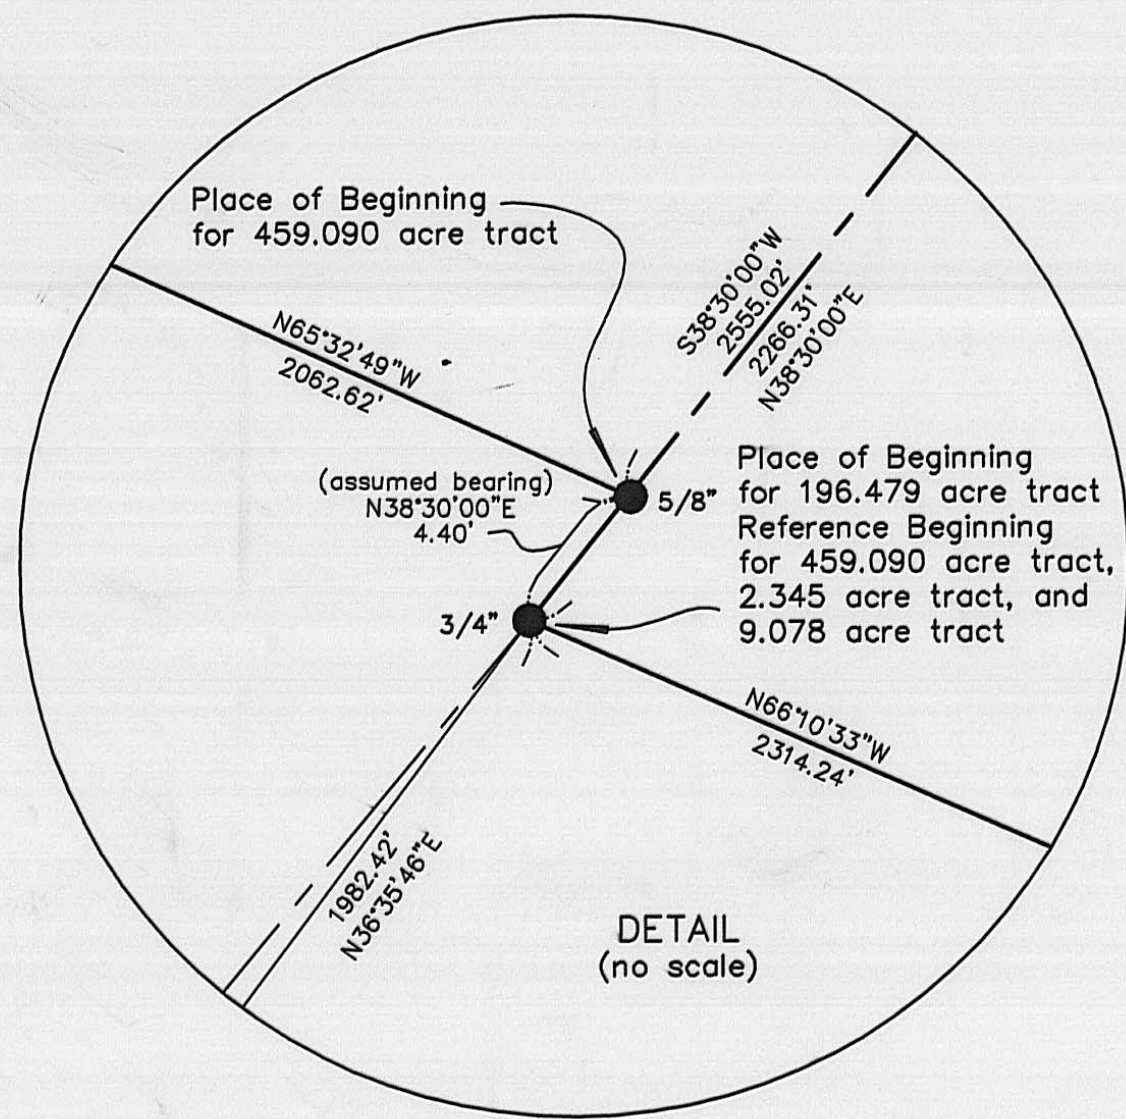 Place of Beginning
for 459.090 acre tract
S38°30'00"W
2555.02'
2266.31'
N38°30'00"E
N65°32'49"W
2062.62'
(assumed bearing)
N38°30'00"E
4.40'
5/8"
Place of Beginning
for 196.479 acre tract
Reference Beginning
for 459.090 acre tract,
2.345 acre tract, and
9.078 acre tract
3/4"
N66°10'33"W
2314.24'
1982.42'
N36°35'46"E
DETAIL
(no scale)